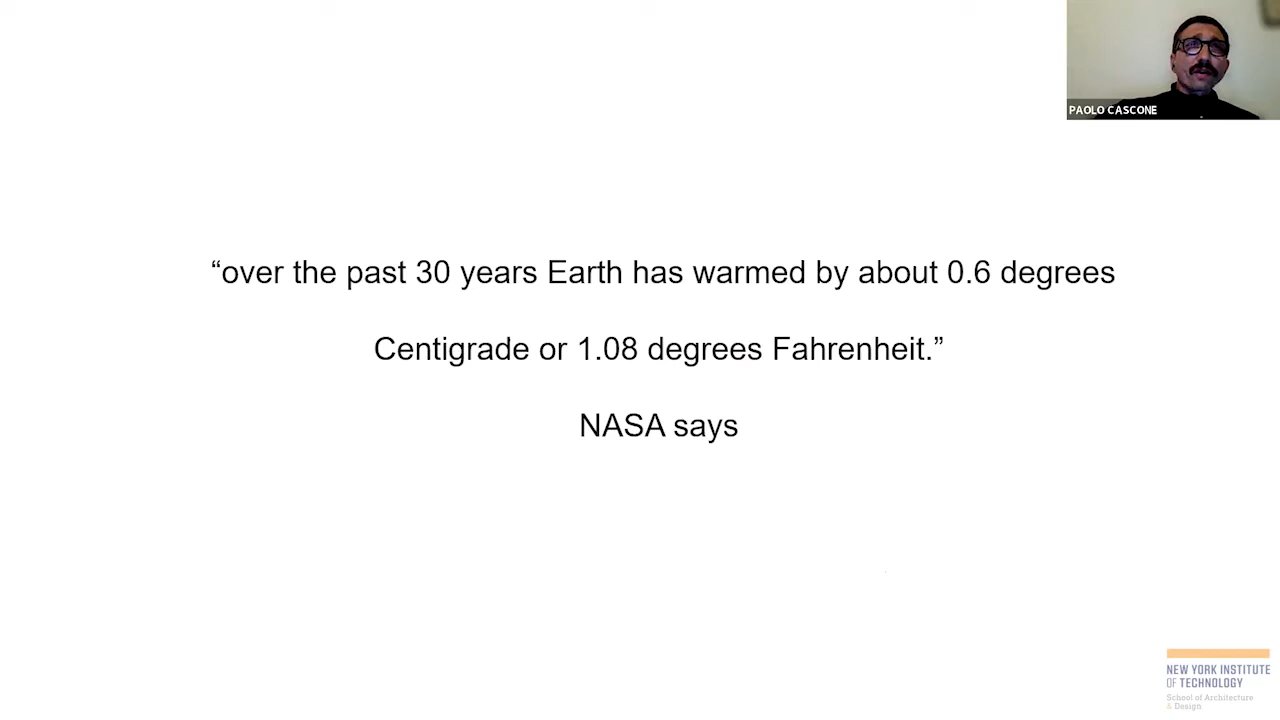 PAOLO CASCONE
“over the past 30 years Earth has warmed by about 0.6 degrees
Centigrade or 1.08 degrees Fahrenheit.”
NASA says
NEW YORK INSTITUTE
OF TECHNOLOGY
School of Architecture
& Design